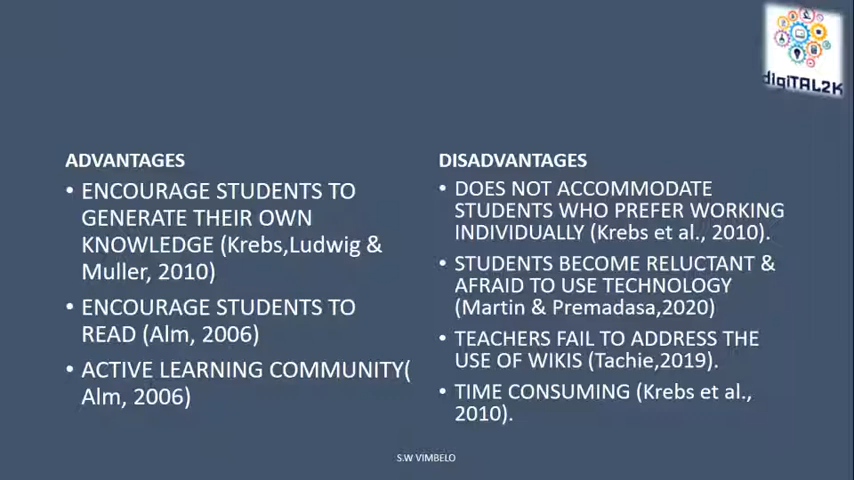 digiTAL2K
ADVANTAGES
• ENCOURAGE STUDENTS TO
GENERATE THEIR OWN
KNOWLEDGE (Krebs,Ludwig &
Muller, 2010)
• ENCOURAGE STUDENTS TO
READ (Alm, 2006)
• ACTIVE LEARNING COMMUNITY(
Alm, 2006)
DISADVANTAGES
• DOES NOT ACCOMMODATE
STUDENTS WHO PREFER WORKING
INDIVIDUALLY (Krebs et al., 2010).
• STUDENTS BECOME RELUCTANT &
AFRAID TO USE TECHNOLOGY
(Martin & Premadasa,2020)
• TEACHERS FAIL TO ADDRESS THE
USE OF WIKIS (Tachie,2019).
• TIME CONSUMING (Krebs et al.,
2010).
S.W VIMBELO